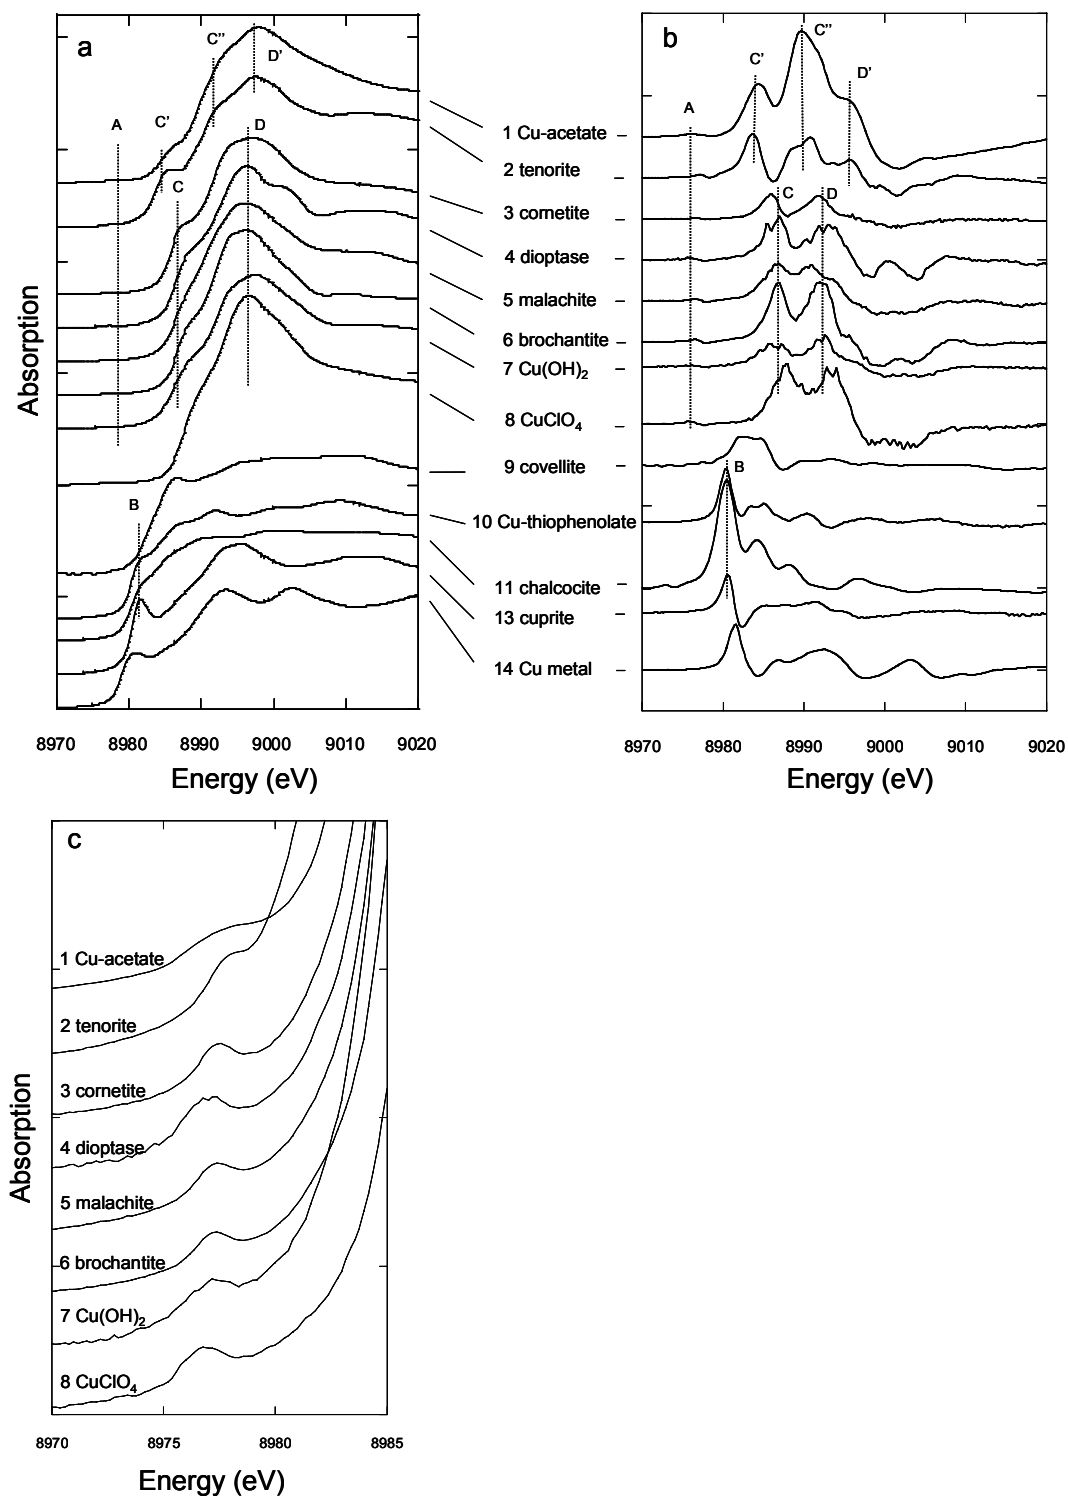 a
C''
D'
A
C'
D
C
B
Absorption
8970 8980 8990 9000 9010 9020
Energy (eV)
1 Cu-acetate
2 tenorite
3 cornetite
4 dioptase
5 malachite
6 brochantite
7 Cu(OH)2
8 CuClO4
9 covellite
10 Cu-thiophenolate
11 chalcocite
13 cuprite
14 Cu metal
b
C''
C'
D'
A
C D
B
8970 8980 8990 9000 9010 9020
Energy (eV)
c
1 Cu-acetate
2 tenorite
3 cornetite
4 dioptase
5 malachite
6 brochantite
7 Cu(OH)2
8 CuClO4
Absorption
8970 8975 8980 8985
Energy (eV)